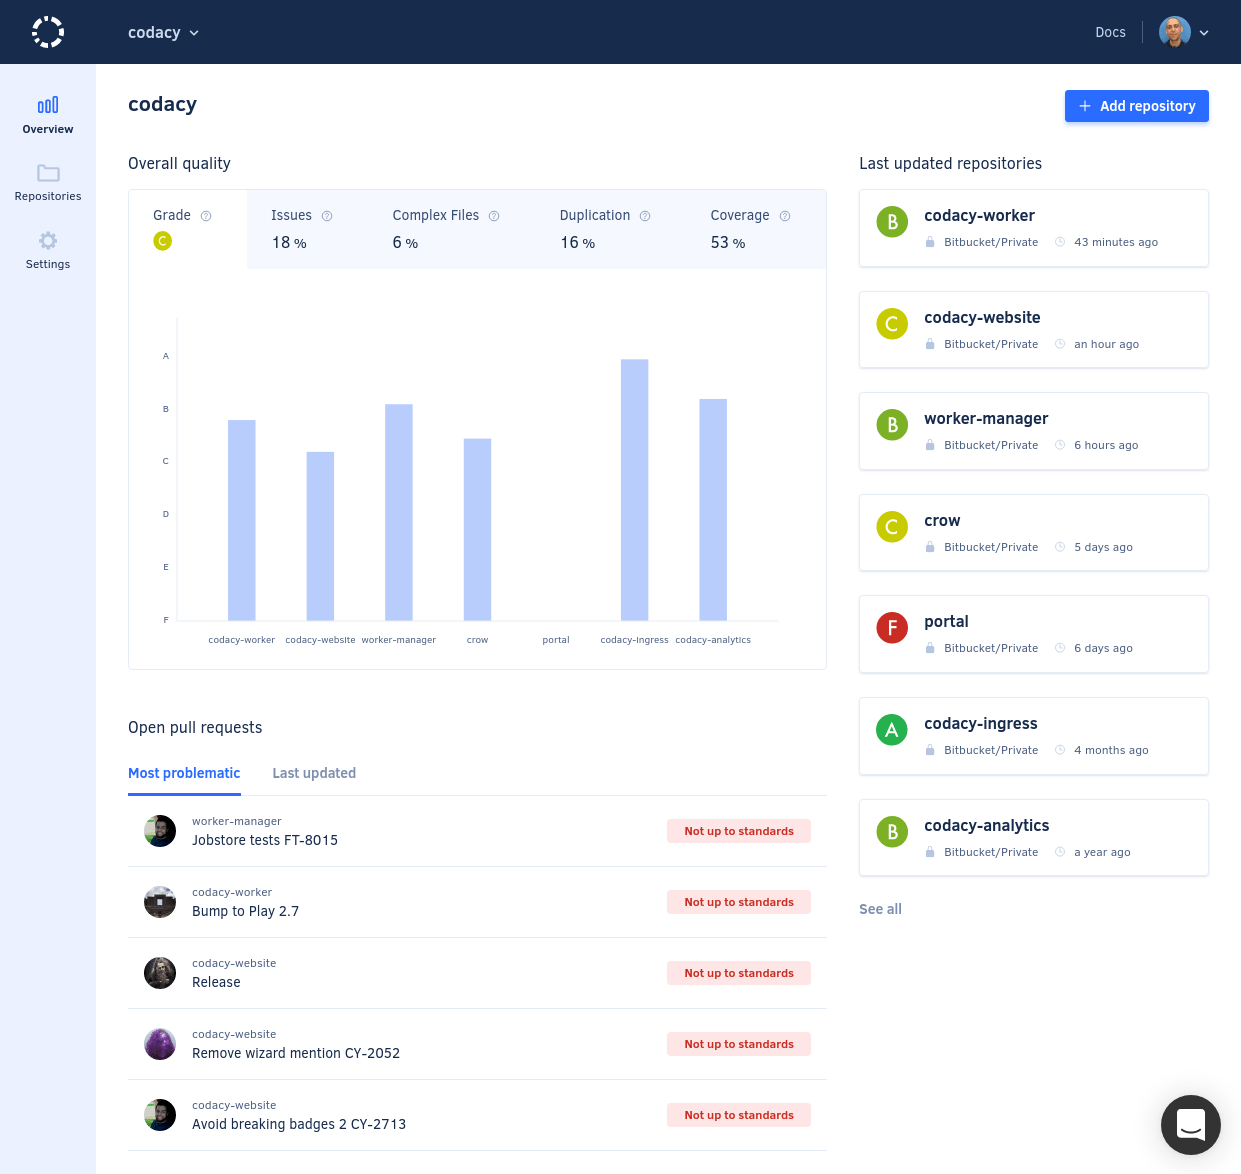 codacy
Docs
Overview
Repositories
Settings
codacy
+ Add repository
Overall quality
Grade ?
C
Issues ?
18 %
Complex Files ?
6 %
Duplication ?
16 %
Coverage ?
53 %
A
B
C
D
E
F
codacy-worker codacy-website worker-manager crow portal codacy-ingress codacy-analytics
Open pull requests
Most problematic Last updated
worker-manager
Jobstore tests FT-8015
Not up to standards
codacy-worker
Bump to Play 2.7
Not up to standards
codacy-website
Release
Not up to standards
codacy-website
Remove wizard mention CY-2052
Not up to standards
codacy-website
Avoid breaking badges 2 CY-2713
Not up to standards
Last updated repositories
B
codacy-worker
Bitbucket/Private 43 minutes ago
C
codacy-website
Bitbucket/Private an hour ago
B
worker-manager
Bitbucket/Private 6 hours ago
C
crow
Bitbucket/Private 5 days ago
F
portal
Bitbucket/Private 6 days ago
A
codacy-ingress
Bitbucket/Private 4 months ago
B
codacy-analytics
Bitbucket/Private a year ago
See all